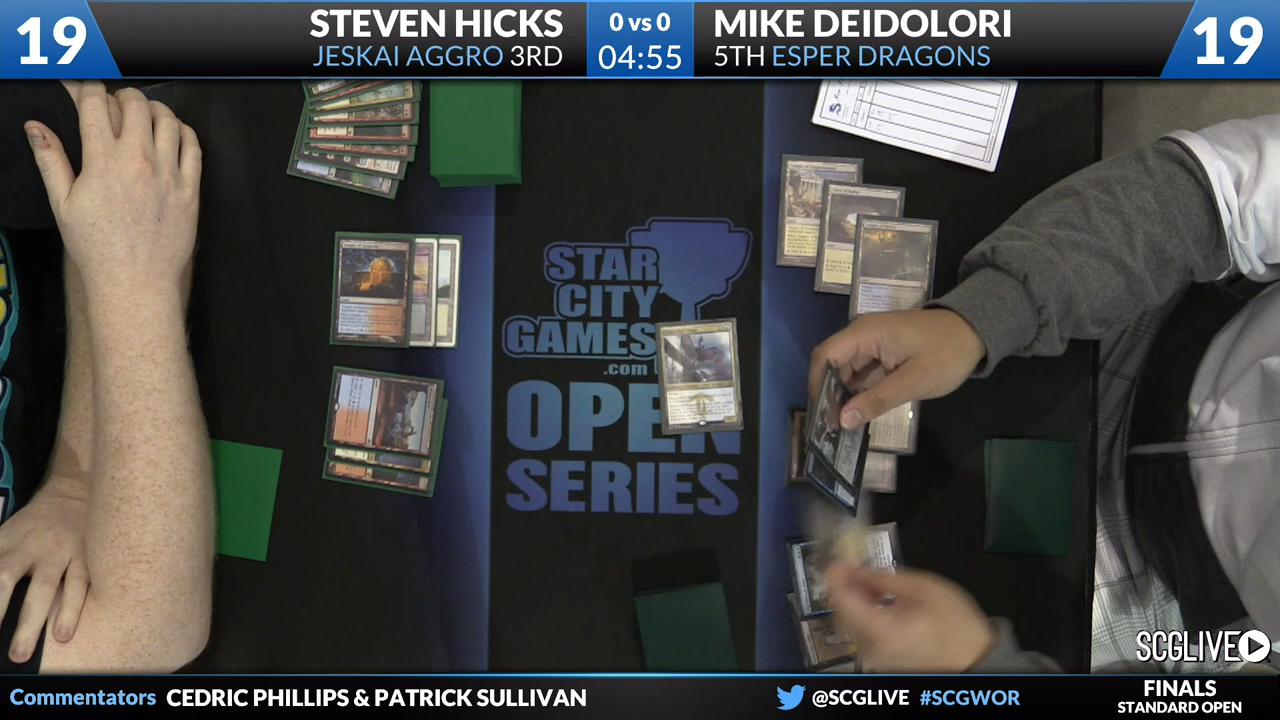 19
STEVEN HICKS
JESKAI AGGRO 3RD
0 vs 0
04:55
MIKE DEIDOLORI
5TH ESPER DRAGONS
19
STAR
CITY
GAMES
.com
OPEN
SERIES
SCGLIVE
Commentators CEDRIC PHILLIPS & PATRICK SULLIVAN
@SCGLIVE #SCGWOR
FINALS
STANDARD OPEN